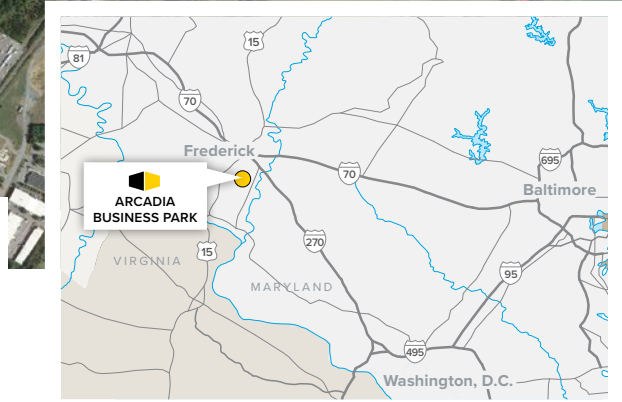 15
81
70
Frederick
695
70
Baltimore
ARCADIA
BUSINESS PARK
15
270
VIRGINIA
95
MARYLAND
495
Washington, D.C.